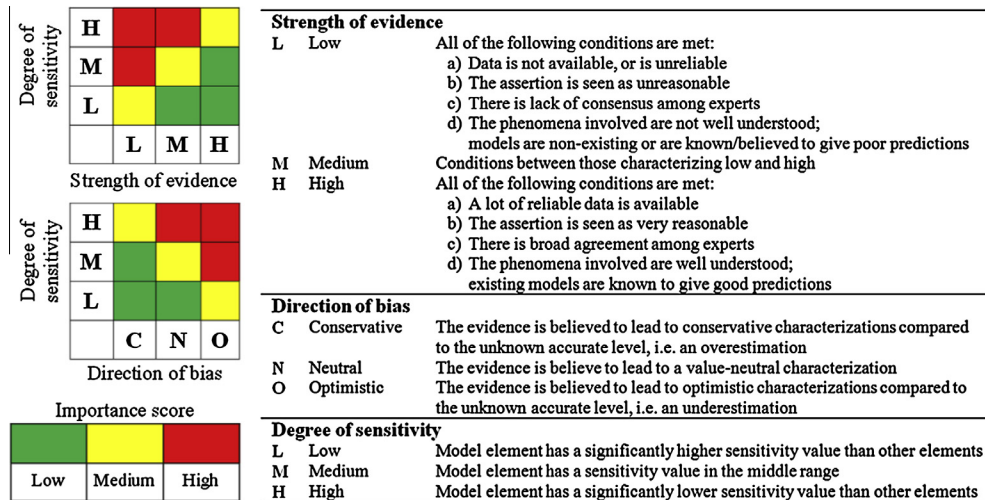 Degree of
sensitivity
H
M
L
L M H
Strength of evidence
Degree of
sensitivity
H
M
L
C N O
Direction of bias
Importance score
Low Medium High
Strength of evidence
L Low All of the following conditions are met:
a) Data is not available, or is unreliable
b) The assertion is seen as unreasonable
c) There is lack of consensus among experts
d) The phenomena involved are not well understood;
models are non-existing or are known/believed to give poor predictions
M Medium Conditions between those characterizing low and high
H High All of the following conditions are met:
a) A lot of reliable data is available
b) The assertion is seen as very reasonable
c) There is broad agreement among experts
d) The phenomena involved are well understood;
existing models are known to give good predictions
Direction of bias
C Conservative The evidence is believed to lead to conservative characterizations compared
to the unknown accurate level, i.e. an overestimation
N Neutral The evidence is believe to lead to a value-neutral characterization
O Optimistic The evidence is believed to lead to optimistic characterizations compared to
the unknown accurate level, i.e. an underestimation
Degree of sensitivity
L Low Model element has a significantly higher sensitivity value than other elements
M Medium Model element has a sensitivity value in the middle range
H High Model element has a significantly lower sensitivity value than other elements